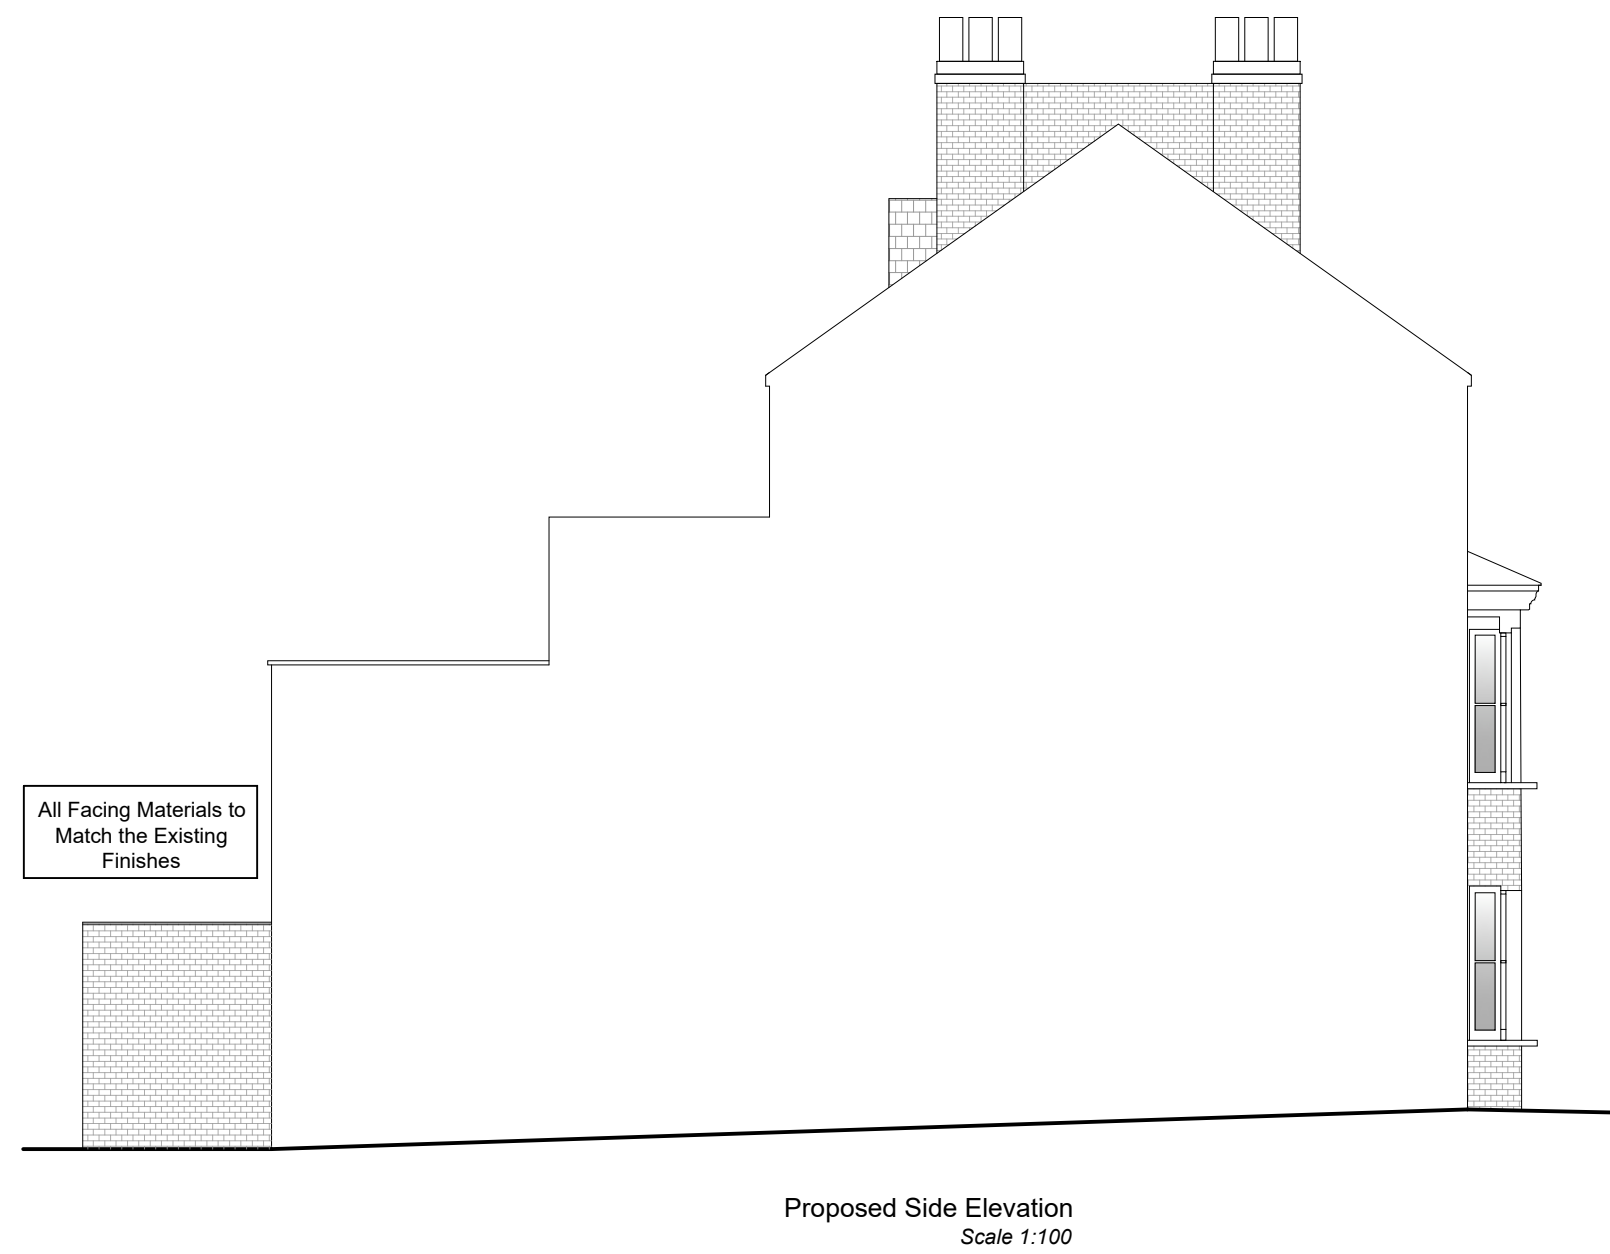 All Facing Materials to
Match the Existing
Finishes
Proposed Side Elevation
Scale 1:100